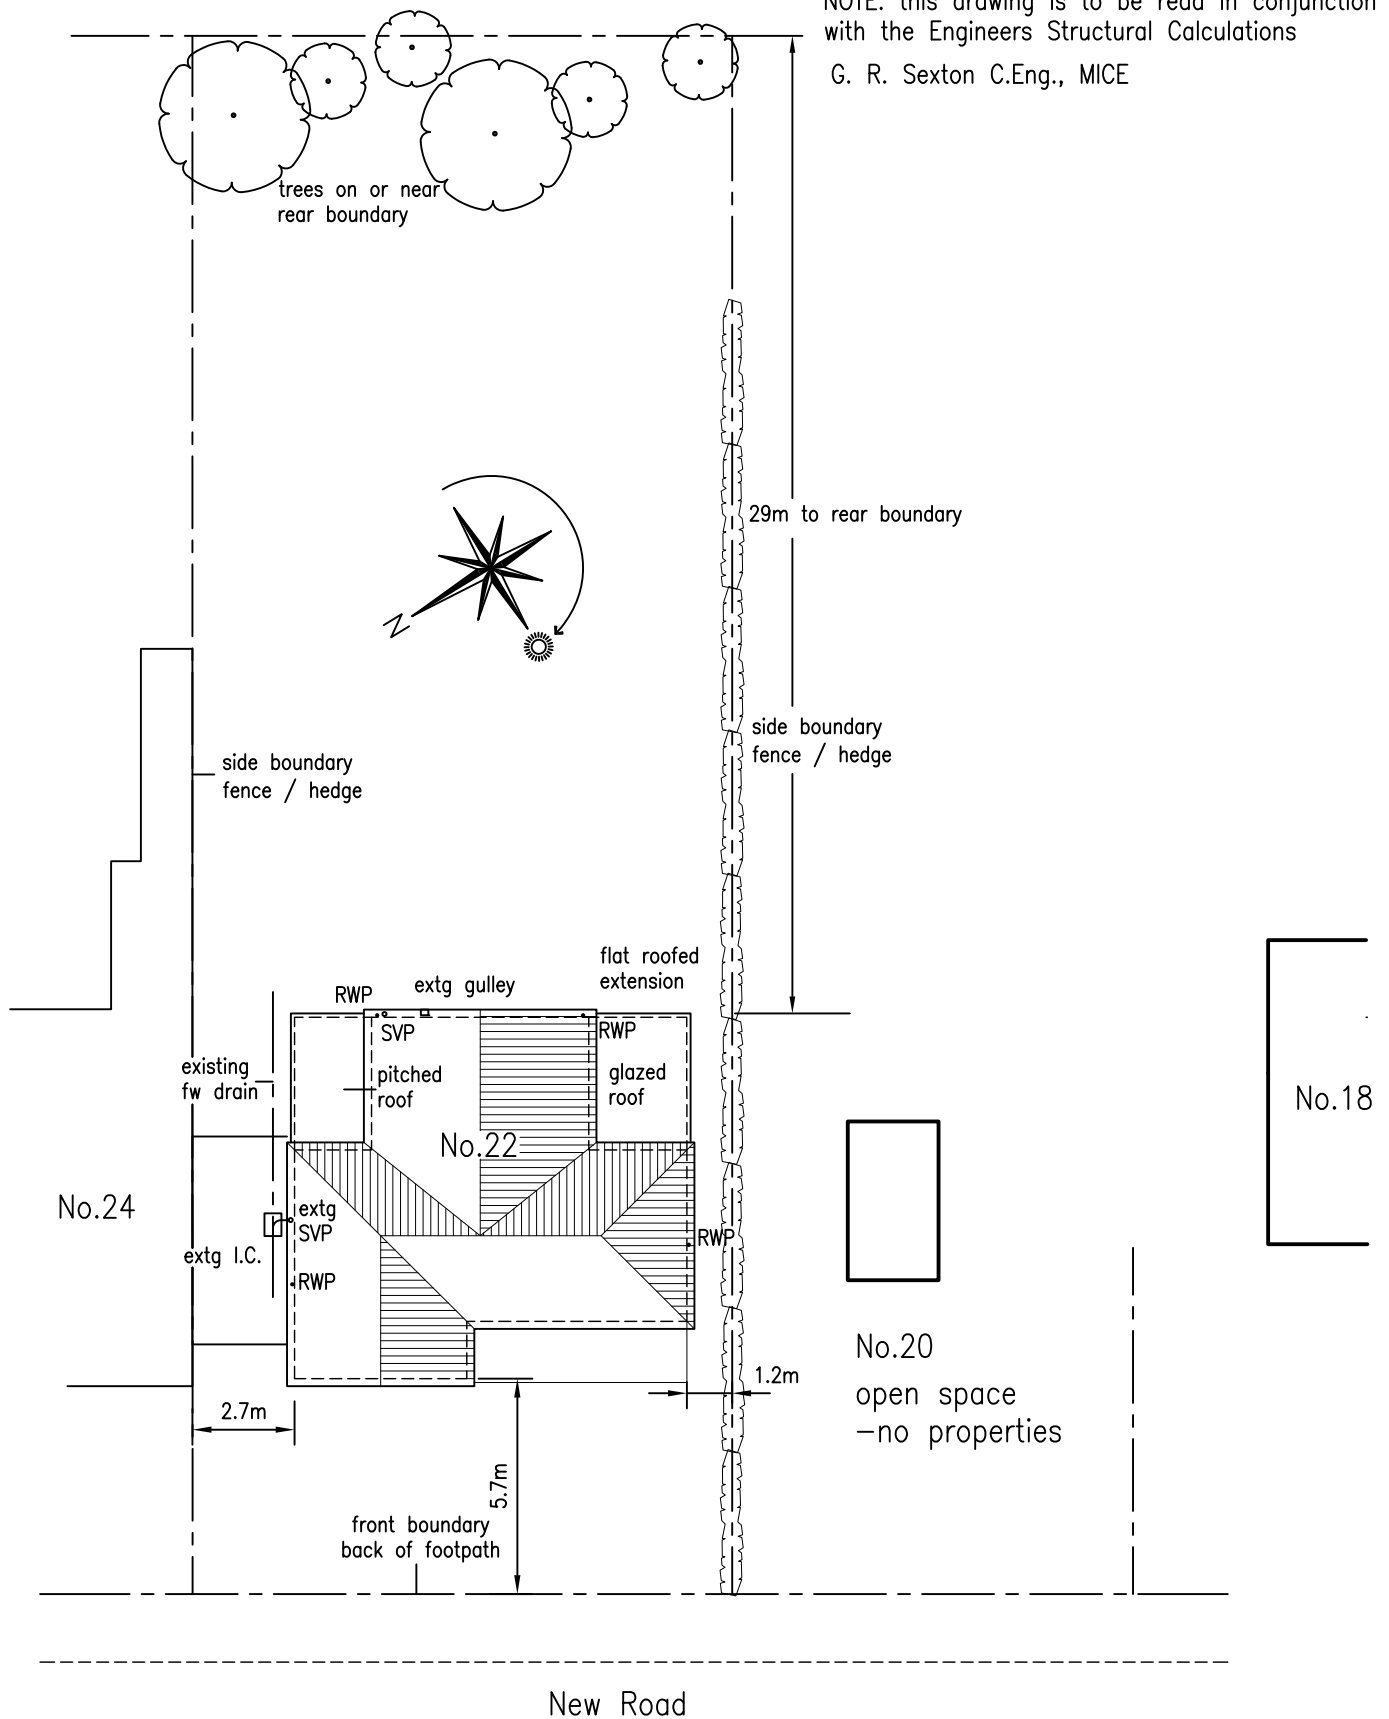 NOTE: this drawing is to be read in conjunction
with the Engineers Structural Calculations
G. R. Sexton C.Eng., MICE
trees on or near
rear boundary
29m to rear boundary
N
side boundary
fence / hedge
side boundary
fence / hedge
flat roofed
extension
RWP
extg gulley
SVP
RWP
existing
fw drain
pitched
roof
glazed
roof
No.18
No.22
No.24
extg
SVP
RWP
extg I.C.
RWP
No.20
open space
-no properties
1.2m
2.7m
5.7m
front boundary
back of footpath
New Road